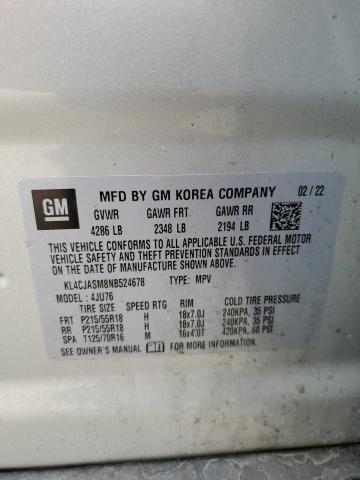 GM
MFD BY GM KOREA COMPANY 02 / 22
GVWR GAWR FRT GAWR RR
4286 LB 2348 LB 2194 LB
THIS VEHICLE CONFORMS TO ALL APPLICABLE U.S. FEDERAL MOTOR
VEHICLE SAFETY AND THEFT PREVENTION STANDARDS IN EFFECT
ON THE DATE OF MANUFACTURE SHOWN ABOVE.
KL4CJASM8NB524678 TYPE: MPV
MODEL: 4JU76
TIRE SIZE SPEED RTG RIM COLD TIRE PRESSURE
FRT P215/55R18 H 18x7.0J 240KPA, 35 PSI
RR P215/55R18 H 18x7.0J 240KPA, 35 PSI
SPA T125/70R16 M 16x4.0T 420KPA, 60 PSI
SEE OWNER'S MANUAL FOR MORE INFORMATION.